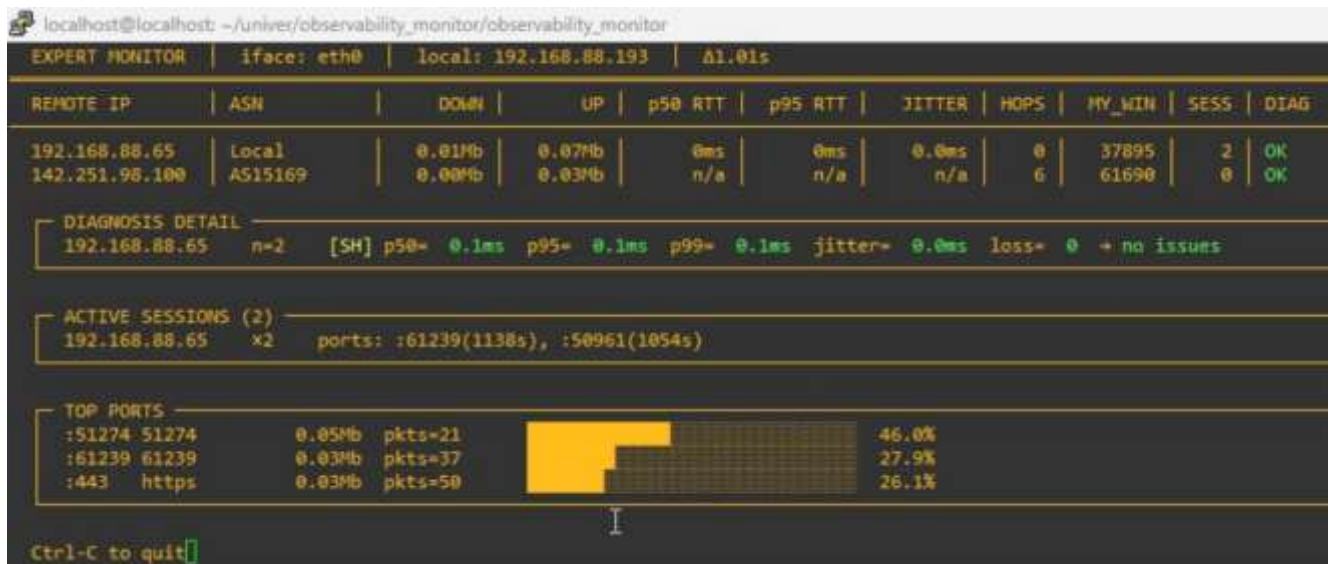 localhost@localhost: ~/univer/observability_monitor/observability_monitor
EXPERT MONITOR | iface: eth0 | local: 192.168.88.193 | Δ1.01s
REMOTE IP | ASN | DOWN | UP | p50 RTT | p95 RTT | JITTER | HOPS | MY_WIN | SESS | DIAG
192.168.88.65 | Local | 0.01Mb | 0.07Mb | 0ms | 0ms | 0.0ms | 0 | 37895 | 2 | OK
142.251.98.100 | AS15169 | 0.00Mb | 0.03Mb | n/a | n/a | n/a | 6 | 61690 | 0 | OK
DIAGNOSIS DETAIL
192.168.88.65 n=2 [SH] p50= 0.1ms p95= 0.1ms p99= 0.1ms jitter= 0.0ms loss= 0 → no issues
ACTIVE SESSIONS (2)
192.168.88.65 ×2 ports: :61239(1138s), :50961(1054s)
TOP PORTS
:51274 51274 0.05Mb pkts=21 46.0%
:61239 61239 0.03Mb pkts=37 27.9%
:443 https 0.03Mb pkts=50 26.1%
Ctrl-C to quit